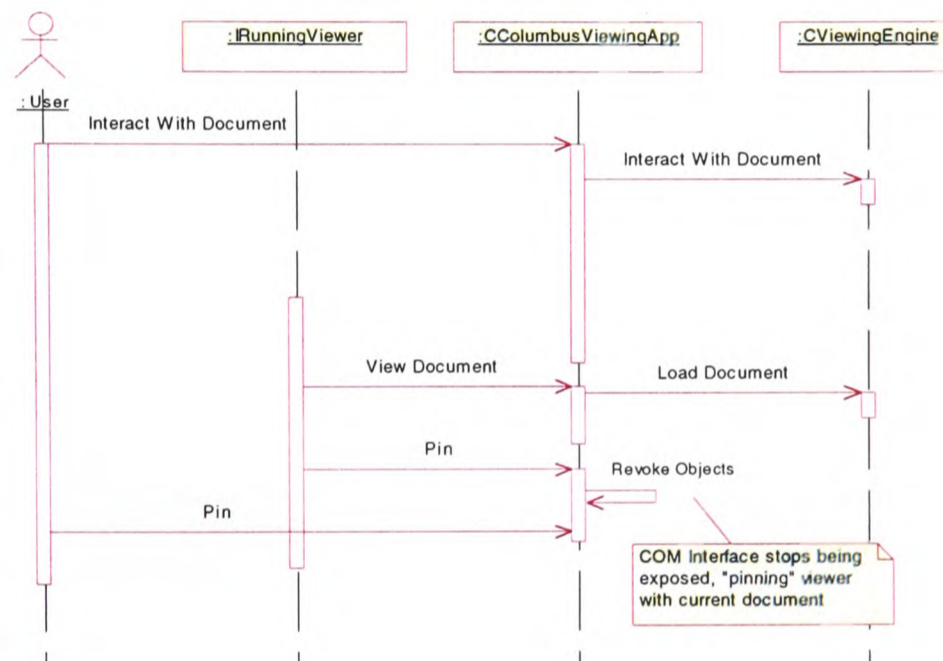 : IRunningViewer
: CColumbusViewingApp
: CViewingEngine
: User
Interact With Document
Interact With Document
View Document
Load Document
Pin
Revoke Objects
Pin
COM Interface stops being
exposed, "pinning" viewer
with current document